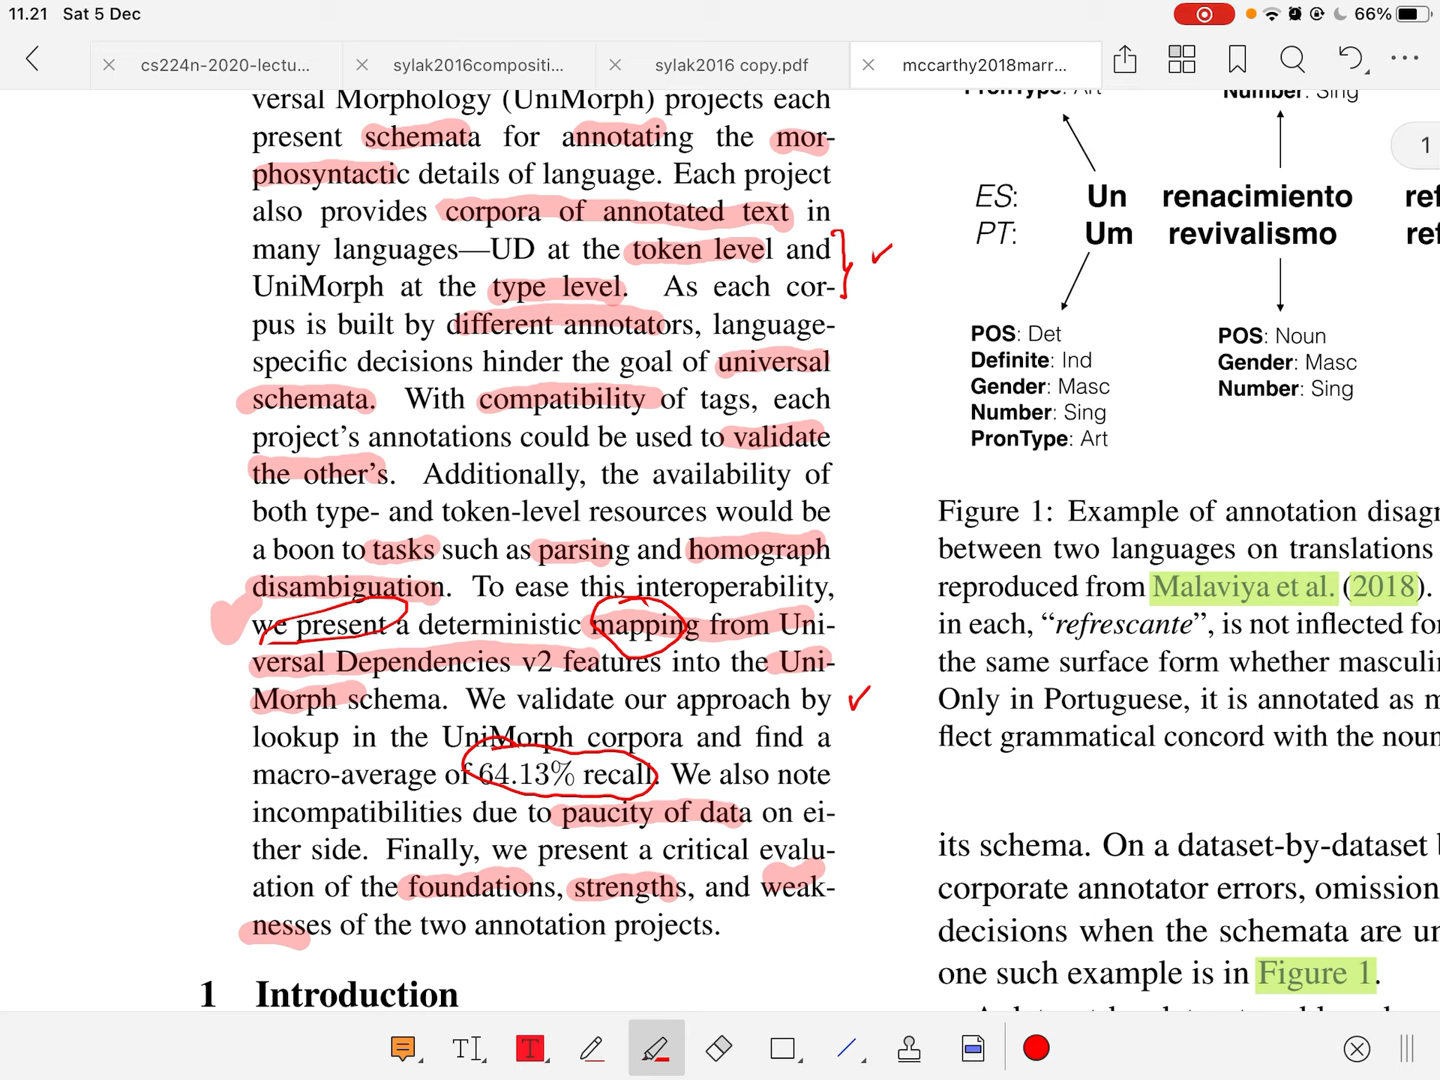 11.21 Sat 5 Dec
66%
cs224n-2020-lectu...
sylak2016compositi...
sylak2016 copy.pdf
mccarthy2018marr...
versal Morphology (UniMorph) projects each
present schemata for annotating the mor-
phosyntactic details of language. Each project
also provides corpora of annotated text in
many languages—UD at the token level and
UniMorph at the type level. As each cor-
pus is built by different annotators, language-
specific decisions hinder the goal of universal
schemata. With compatibility of tags, each
project's annotations could be used to validate
the other's. Additionally, the availability of
both type- and token-level resources would be
a boon to tasks such as parsing and homograph
disambiguation. To ease this interoperability,
we present a deterministic mapping from Uni-
versal Dependencies v2 features into the Uni-
Morph schema. We validate our approach by
lookup in the UniMorph corpora and find a
macro-average of 64.13% recall. We also note
incompatibilities due to paucity of data on ei-
ther side. Finally, we present a critical evalu-
ation of the foundations, strengths, and weak-
nesses of the two annotation projects.
1 Introduction
PronType: Art Number: Sing
1
ES: Un renacimiento ref
PT: Um revivalismo ref
POS: Det
Definite: Ind
Gender: Masc
Number: Sing
PronType: Art
POS: Noun
Gender: Masc
Number: Sing
Figure 1: Example of annotation disagr
between two languages on translations
reproduced from Malaviya et al. (2018).
in each, “refrescante”, is not inflected for
the same surface form whether masculi
Only in Portuguese, it is annotated as m
flect grammatical concord with the noun
its schema. On a dataset-by-dataset b
corporate annotator errors, omission
decisions when the schemata are un
one such example is in Figure 1.